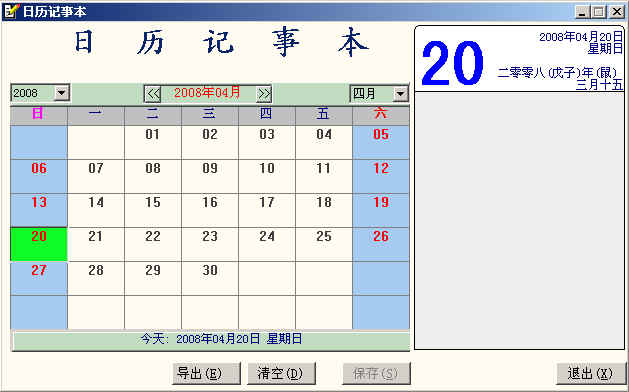 日历记事本
日 历 记 事 本
2008 << 2008年04月 >> 四月
日 一 二 三 四 五 六
01 02 03 04 05
06 07 08 09 10 11 12
13 14 15 16 17 18 19
20 21 22 23 24 25 26
27 28 29 30
今天: 2008年04月20日 星期日
20
2008年04月20日
星期日
二零零八(戊子)年(鼠)
三月十五
导出(E) 清空(D) 保存(S) 退出(X)